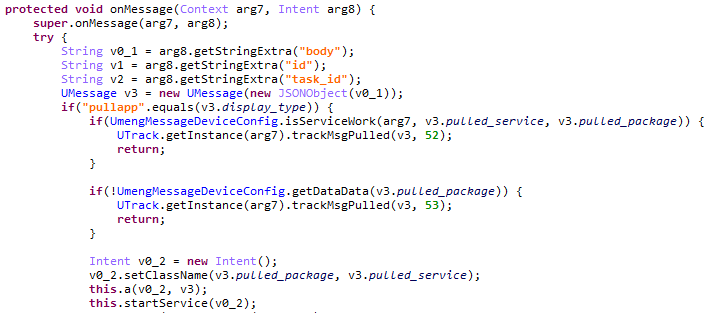 protected void onMessage(Context arg7, Intent arg8) {
    super.onMessage(arg7, arg8);
    try {
        String v0_1 = arg8.getStringExtra("body");
        String v1 = arg8.getStringExtra("id");
        String v2 = arg8.getStringExtra("task_id");
        UMessage v3 = new UMessage(new JSONObject(v0_1));
        if("pullapp".equals(v3.display_type)) {
            if(UmengMessageDeviceConfig.isServiceWork(arg7, v3.pulled_service, v3.pulled_package)) {
                UTrack.getInstance(arg7).trackMsgPulled(v3, 52);
                return;
            }

            if(!UmengMessageDeviceConfig.getDataData(v3.pulled_package)) {
                UTrack.getInstance(arg7).trackMsgPulled(v3, 53);
                return;
            }

            Intent v0_2 = new Intent();
            v0_2.setClassName(v3.pulled_package, v3.pulled_service);
            this.a(v0_2, v3);
            this.startService(v0_2);